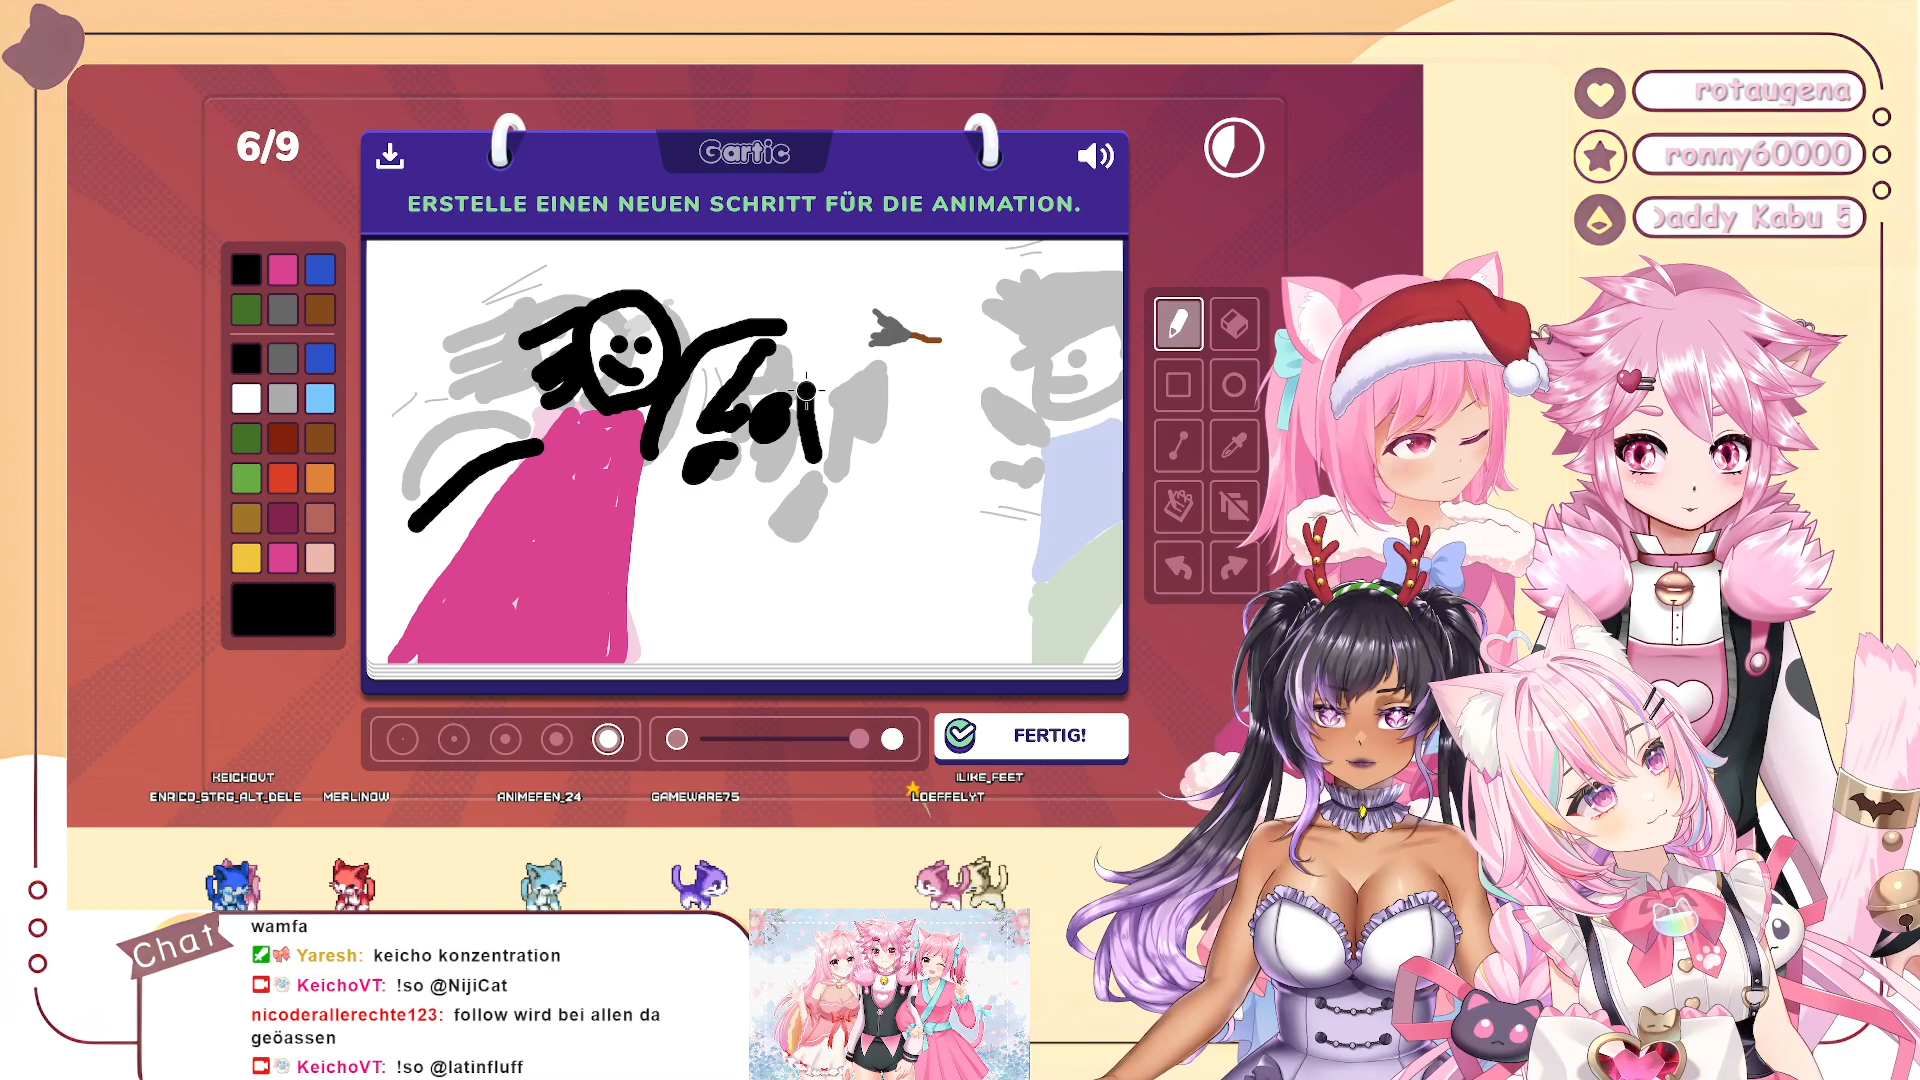 6/9
Gartic
ERSTELLE EINEN NEUEN SCHRITT FÜR DIE ANIMATION.
rotaugena
ronny60000
Daddy Kabu 5
FERTIG!
KEICHOVT
ILIKE_FEET
ENRICO_STRG_ALT_DELE
MERLINOW
ANIMEFEN_24
GAMEWARE75
LOEFFELYT
Chat
wamfa
Yaresh: keicho konzentration
KeichoVT: !so @NijiCat
nicoderallerechte123: follow wird bei allen da
geöassen
KeichoVT: !so @latinfluff